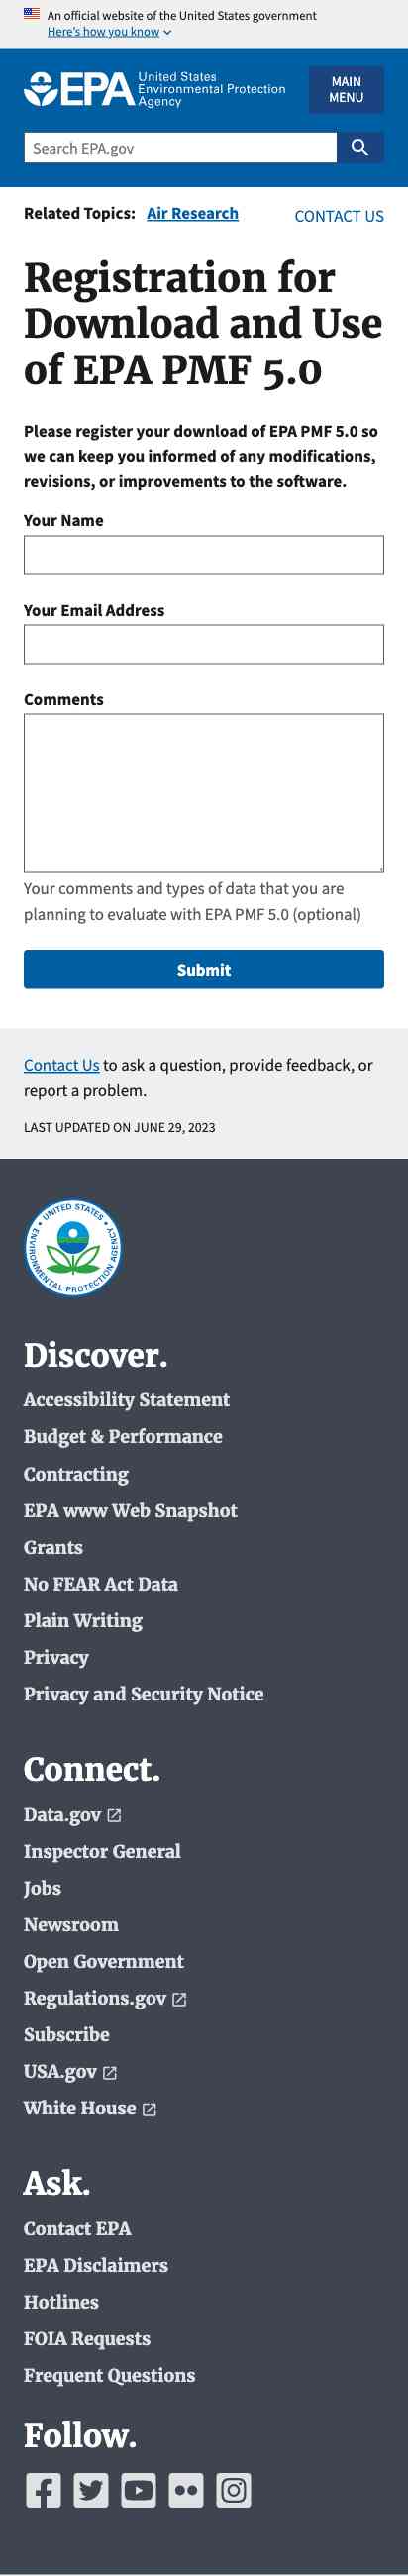 An official website of the United States government
Here's how you know
EPA United States
Environmental Protection
Agency
MAIN
MENU
Search EPA.gov
Related Topics: Air Research
CONTACT US
Registration for
Download and Use
of EPA PMF 5.0
Please register your download of EPA PMF 5.0 so
we can keep you informed of any modifications,
revisions, or improvements to the software.
Your Name
Your Email Address
Comments
Your comments and types of data that you are
planning to evaluate with EPA PMF 5.0 (optional)
Submit
Contact Us to ask a question, provide feedback, or
report a problem.
LAST UPDATED ON JUNE 29, 2023
UNITED STATES
ENVIRONMENTAL PROTECTION AGENCY
Discover.
Accessibility Statement
Budget & Performance
Contracting
EPA www Web Snapshot
Grants
No FEAR Act Data
Plain Writing
Privacy
Privacy and Security Notice
Connect.
Data.gov
Inspector General
Jobs
Newsroom
Open Government
Regulations.gov
Subscribe
USA.gov
White House
Ask.
Contact EPA
EPA Disclaimers
Hotlines
FOIA Requests
Frequent Questions
Follow.